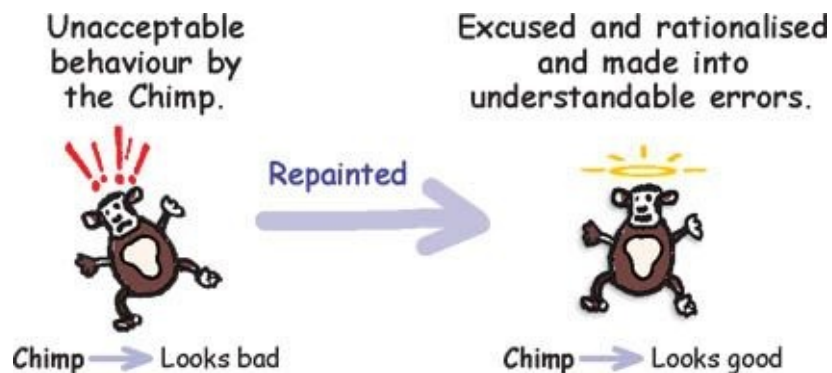 Unacceptable
behaviour by
the Chimp.
Excused and rationalised
and made into
understandable errors.
Repainted
Chimp Looks bad
Chimp Looks good